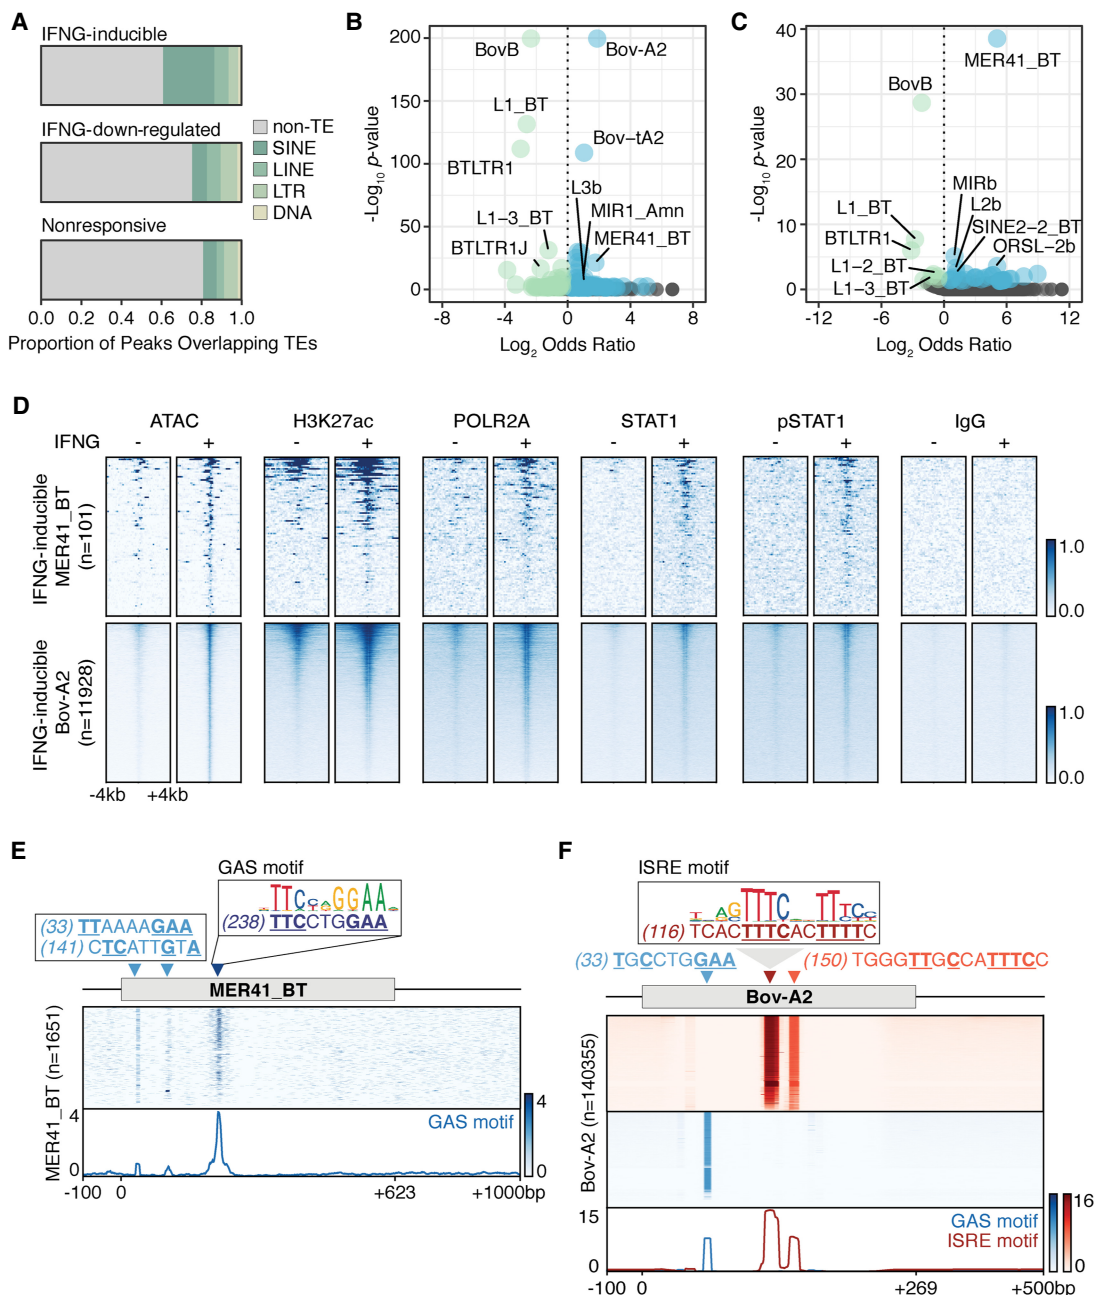 A
IFNG-inducible
IFNG-down-regulated
Nonresponsive
0.0 0.2 0.4 0.6 0.8 1.0
Proportion of Peaks Overlapping TEs
non-TE
SINE
LINE
LTR
DNA
B
-Log10 p-value
200
150
100
50
0
BovB
Bov-A2
L1_BT
Bov-tA2
BTLTR1
L3b
MIR1_Amn
L1-3_BT
MER41_BT
BTLTR1J
-8 -4 0 4 8
Log2 Odds Ratio
C
-Log10 p-value
40
30
20
10
0
MER41_BT
BovB
MIRb
L2b
L1_BT
SINE2-2_BT
BTLTR1
ORSL-2b
L1-2_BT
L1-3_BT
-12 -6 0 6 12
Log2 Odds Ratio
D
ATAC H3K27ac POLR2A STAT1 pSTAT1 IgG
IFNG - + - + - + - + - + - +
IFNG-inducible
MER41_BT
(n=101)
1.0
0.0
IFNG-inducible
Bov-A2
(n=11928)
1.0
0.0
-4kb +4kb
E
GAS motif
TTCCNGGAA
(238) TTCCTGGAA
(33) TTAAAAGAA
(141) CTCATTGTA
MER41_BT
MER41_BT (n=1651)
4
0
GAS motif
4
0
-100 0 +623 +1000bp
F
ISRE motif
(116) TCACTTTCACTTTTC
(33) TGCCTGGAA
(150) TGGGTTGCCATTTCC
Bov-A2
Bov-A2 (n=140355)
15
0
GAS motif
ISRE motif
16
0 0
-100 0 +269 +500bp